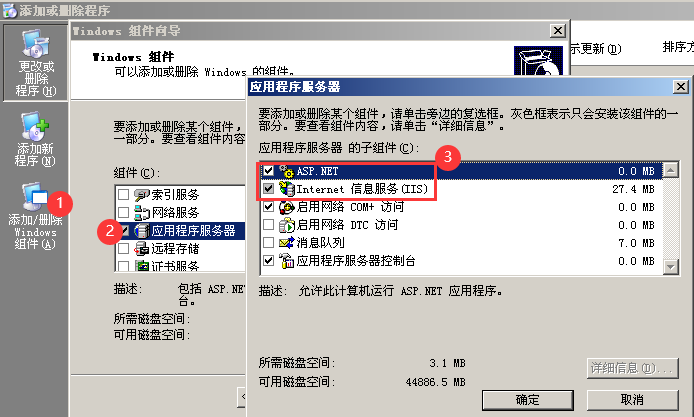 添加或删除程序
Windows 组件向导
Windows 组件
可以添加或删除 Windows 的组件。
示更新(D)
排序方
更改或
删除
程序(H)
添加新
程序(N)
1
添加/删除
Windows
组件(A)
要添加或删除某个组件,
一部分。要查看组件内容,
组件(C):
索引服务
网络服务
2
应用程序服务器
远程存储
证书服务
描述: 包括 ASP.NET
台。
所需磁盘空间:
可用磁盘空间:
应用程序服务器
要添加或删除某个组件,请单击旁边的复选框。灰色框表示只会安装该组件的一
部分。要查看组件内容,请单击“详细信息”。
应用程序服务器 的子组件(C):
3
ASP.NET 0.0 MB
Internet 信息服务(IIS) 27.4 MB
启用网络 COM+ 访问 0.0 MB
启用网络 DTC 访问 0.0 MB
消息队列 7.0 MB
应用程序服务器控制台 0.0 MB
描述: 允许此计算机运行 ASP.NET 应用程序。
所需磁盘空间: 3.1 MB
可用磁盘空间: 44886.5 MB
详细信息(D)...
确定
取消